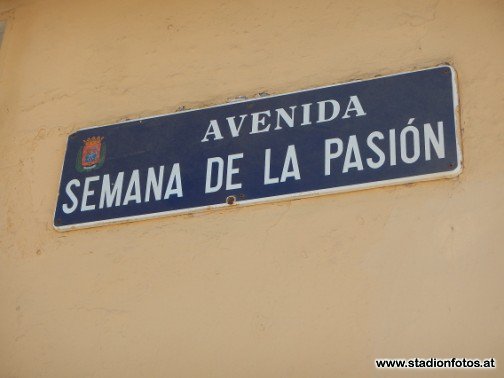 AVENIDA
SEMANA DE LA PASIÓN
www.stadionfotos.at